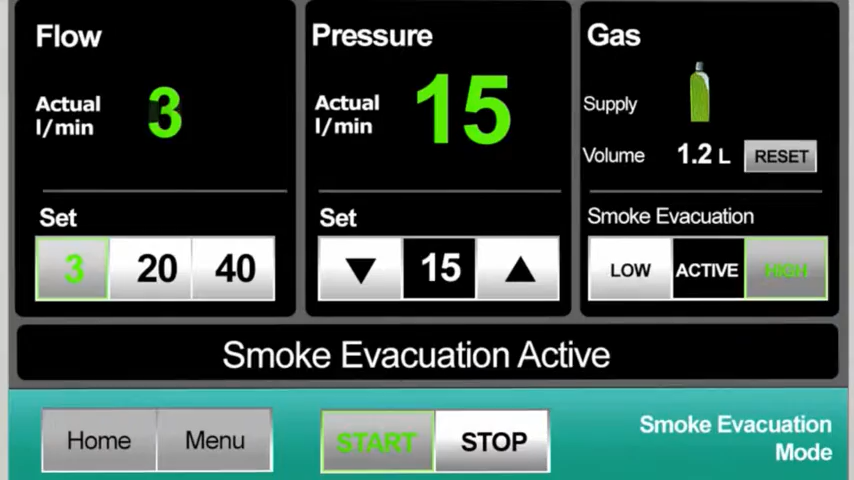 Flow
Actual
l/min
3
Set
3 20 40
Pressure
Actual
l/min
15
Set
15
Gas
Supply
Volume 1.2 L RESET
Smoke Evacuation
LOW ACTIVE HIGH
Smoke Evacuation Active
Home Menu START STOP
Smoke Evacuation
Mode